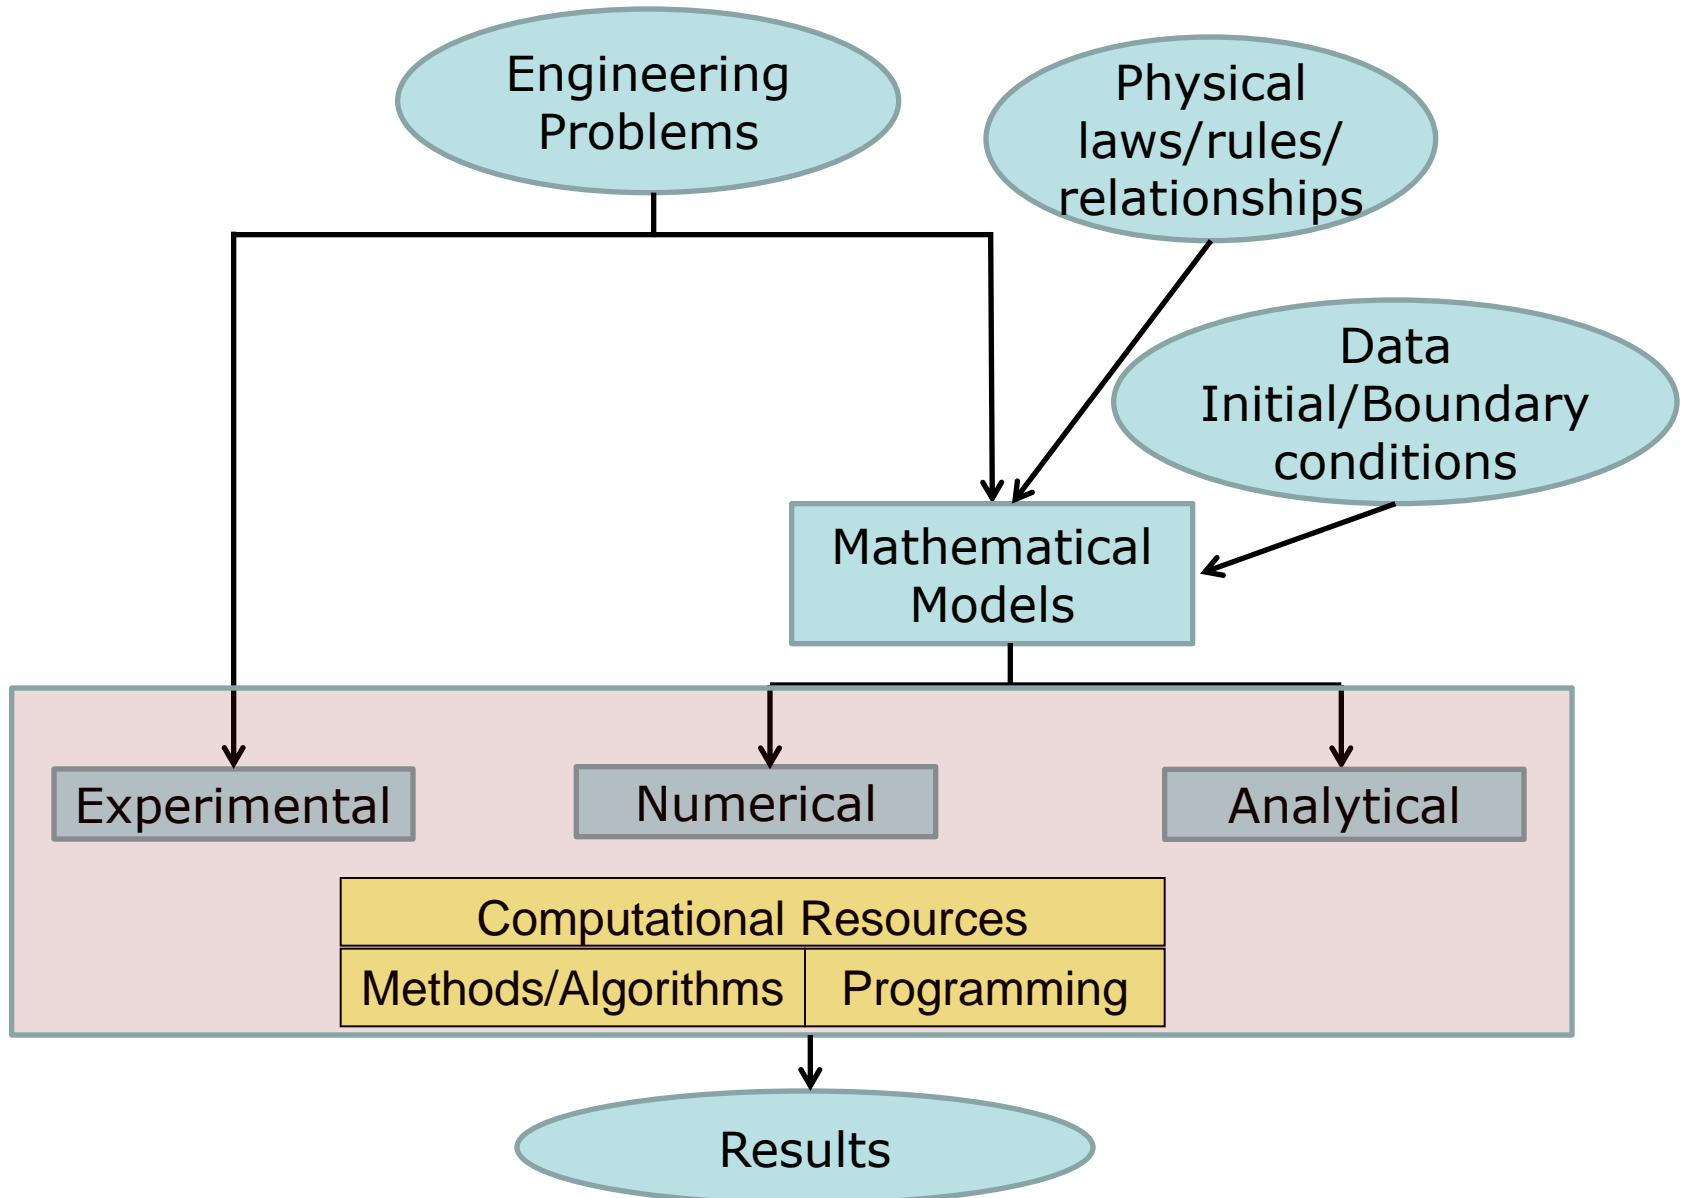 Engineering
Problems
Physical
laws/rules/
relationships
Data
Initial/Boundary
conditions
Mathematical
Models
Experimental
Numerical
Analytical
Computational Resources
Methods/Algorithms
Programming
Results